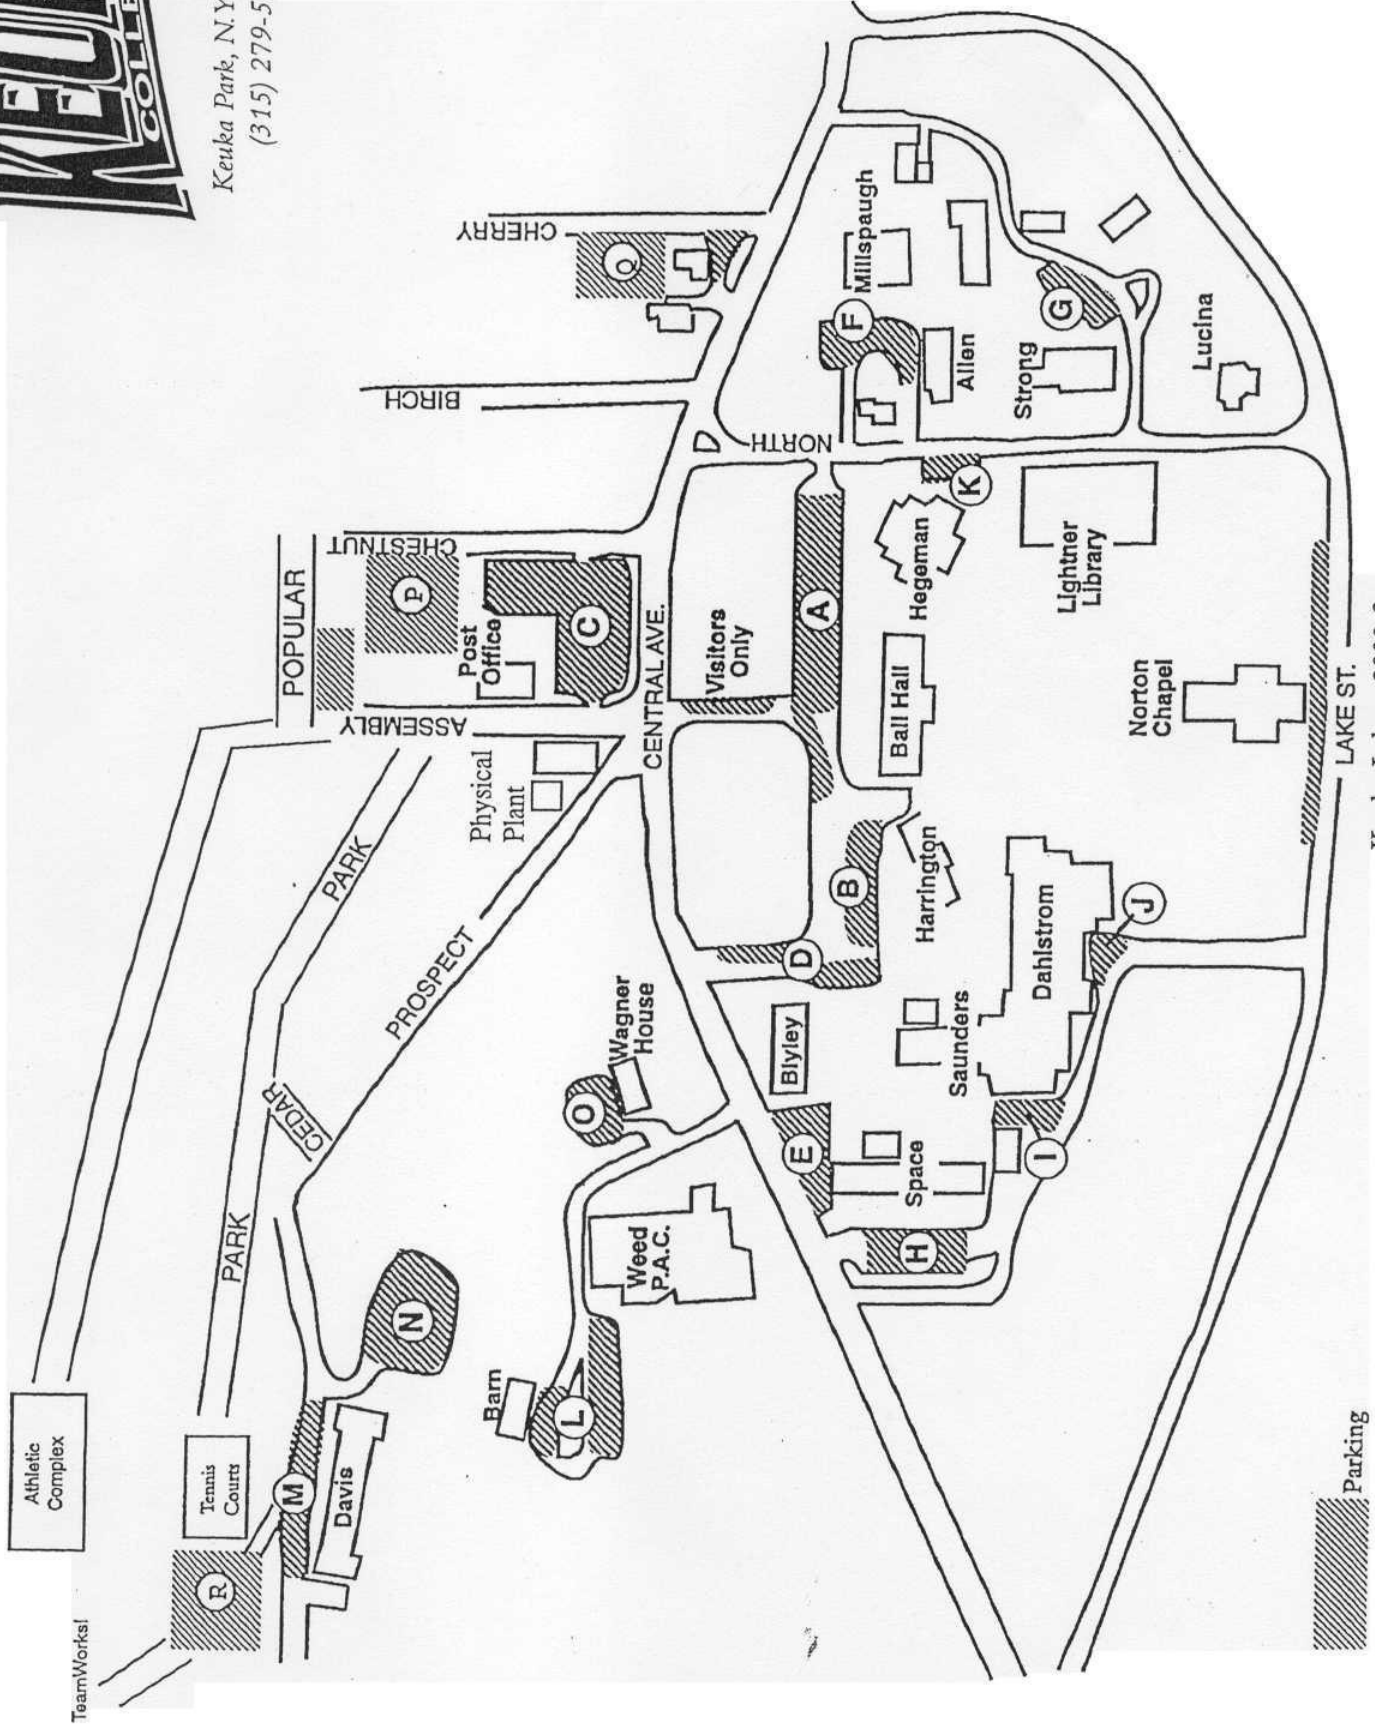 TeamWorks!
Athletic
Complex
KEU
COLLE
Keuka Park, N.Y
(315) 279-5
R
Tennis
Courts
PARK
CEDAR
POPULAR
M
Davis
PARK
ASSEMBLY
CHESTNUT
P
BIRCH
CHERRY
N
PROSPECT
Physical
Plant
Post
Office
C
Barn
L
O
Wagner
House
Q
Weed
P.A.C.
CENTRAL AVE.
Visitors
Only
NORTH
E
Blyley
D
B
A
F
Millspaugh
H
Space
Saunders
Harrington
Ball Hall
Hegeman
K
Allen
I
Dahlstrom
J
Norton
Chapel
Lightner
Library
Strong
G
Lucina
LAKE ST.
Parking